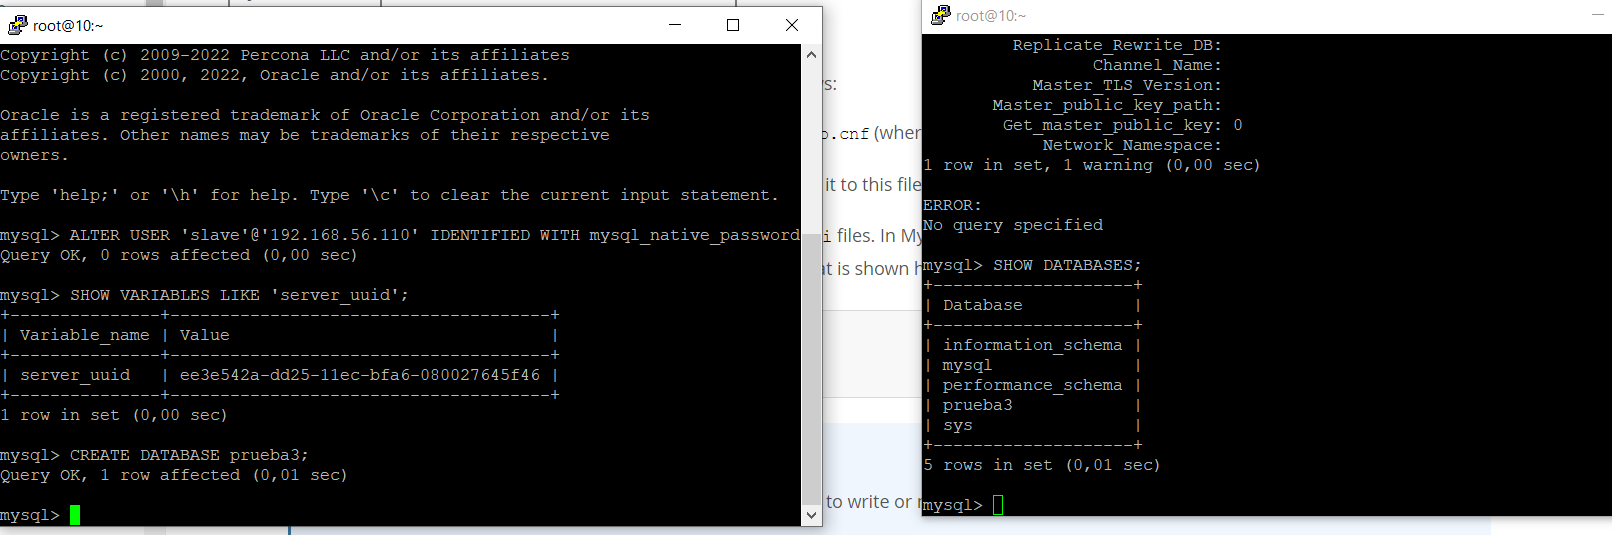 root@10:~
Copyright (c) 2009-2022 Percona LLC and/or its affiliates
Copyright (c) 2000, 2022, Oracle and/or its affiliates.
Oracle is a registered trademark of Oracle Corporation and/or its
affiliates. Other names may be trademarks of their respective
owners.
Type 'help;' or '\h' for help. Type '\c' to clear the current input statement.
mysql> ALTER USER 'slave'@'192.168.56.110' IDENTIFIED WITH mysql_native_password
Query OK, 0 rows affected (0,00 sec)
mysql> SHOW VARIABLES LIKE 'server_uuid';
+---------------+--------------------------------------+
| Variable_name | Value                                |
+---------------+--------------------------------------+
| server_uuid   | ee3e542a-dd25-11ec-bfa6-080027645f46 |
+---------------+--------------------------------------+
1 row in set (0,00 sec)
mysql> CREATE DATABASE prueba3;
Query OK, 1 row affected (0,01 sec)
mysql>
s:
.cnf (wher
it to this file
i files. In My
at is shown h
to write or
root@10:~
Replicate_Rewrite_DB:
Channel_Name:
Master_TLS_Version:
Master_public_key_path:
Get_master_public_key: 0
Network_Namespace:
1 row in set, 1 warning (0,00 sec)
ERROR:
No query specified
mysql> SHOW DATABASES;
+--------------------+
| Database           |
+--------------------+
| information_schema |
| mysql              |
| performance_schema |
| prueba3            |
| sys                |
+--------------------+
5 rows in set (0,01 sec)
mysql>